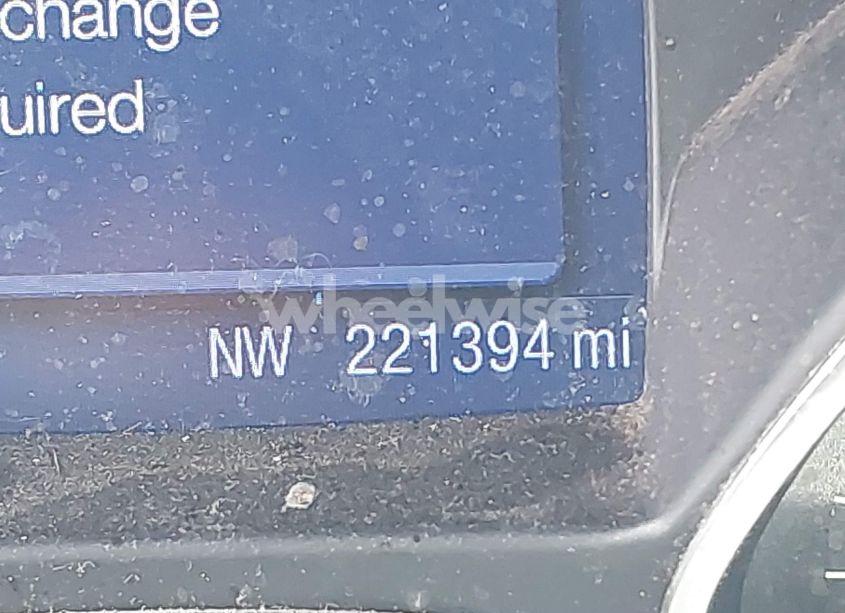 change
uired
wheelwise
NW 221394 mi